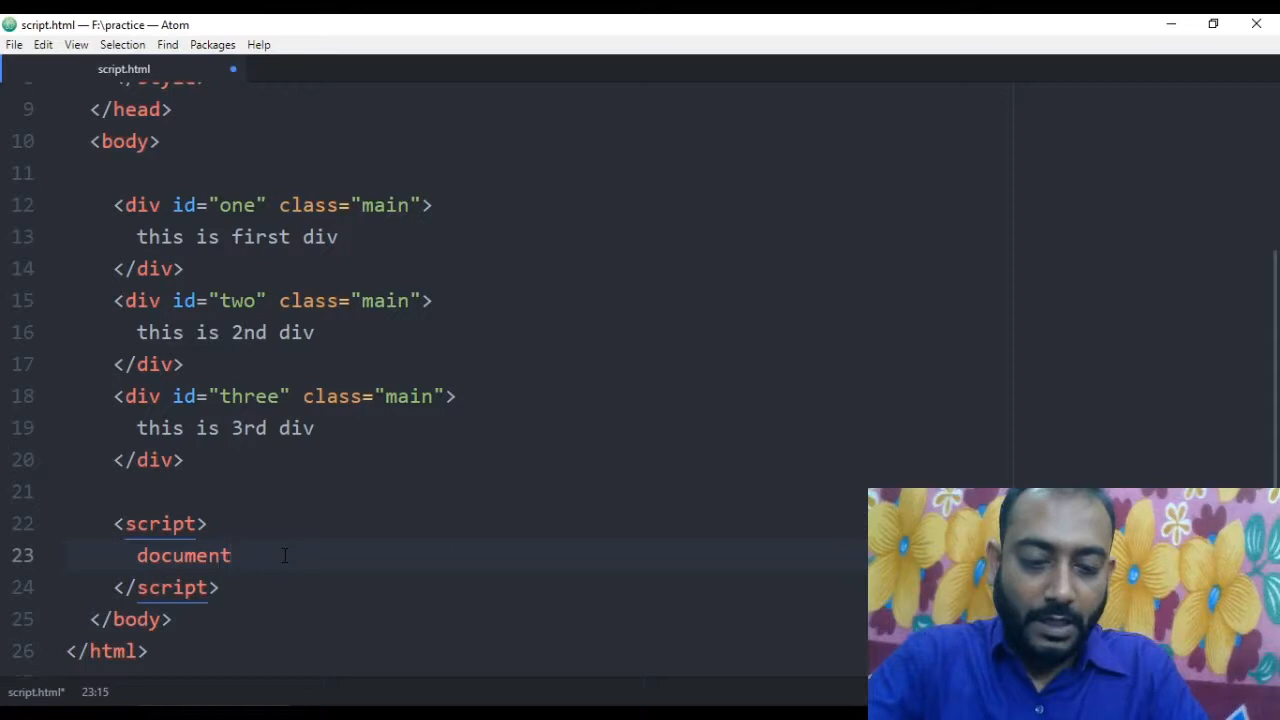 script.html — F:\practice — Atom
File Edit View Selection Find Packages Help
script.html
9 </head>
10 <body>
11
12 <div id="one" class="main">
13 this is first div
14 </div>
15 <div id="two" class="main">
16 this is 2nd div
17 </div>
18 <div id="three" class="main">
19 this is 3rd div
20 </div>
21
22 <script>
23 document
24 </script>
25 </body>
26 </html>
script.html* 23:15